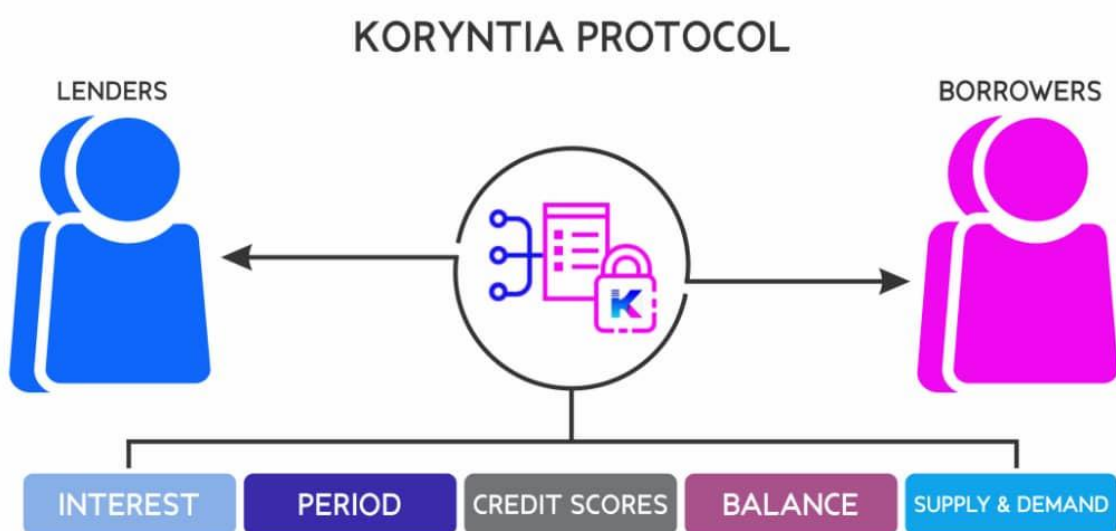 KORYNTIA PROTOCOL
LENDERS
BORROWERS
K
INTEREST
PERIOD
CREDIT SCORES
BALANCE
SUPPLY & DEMAND